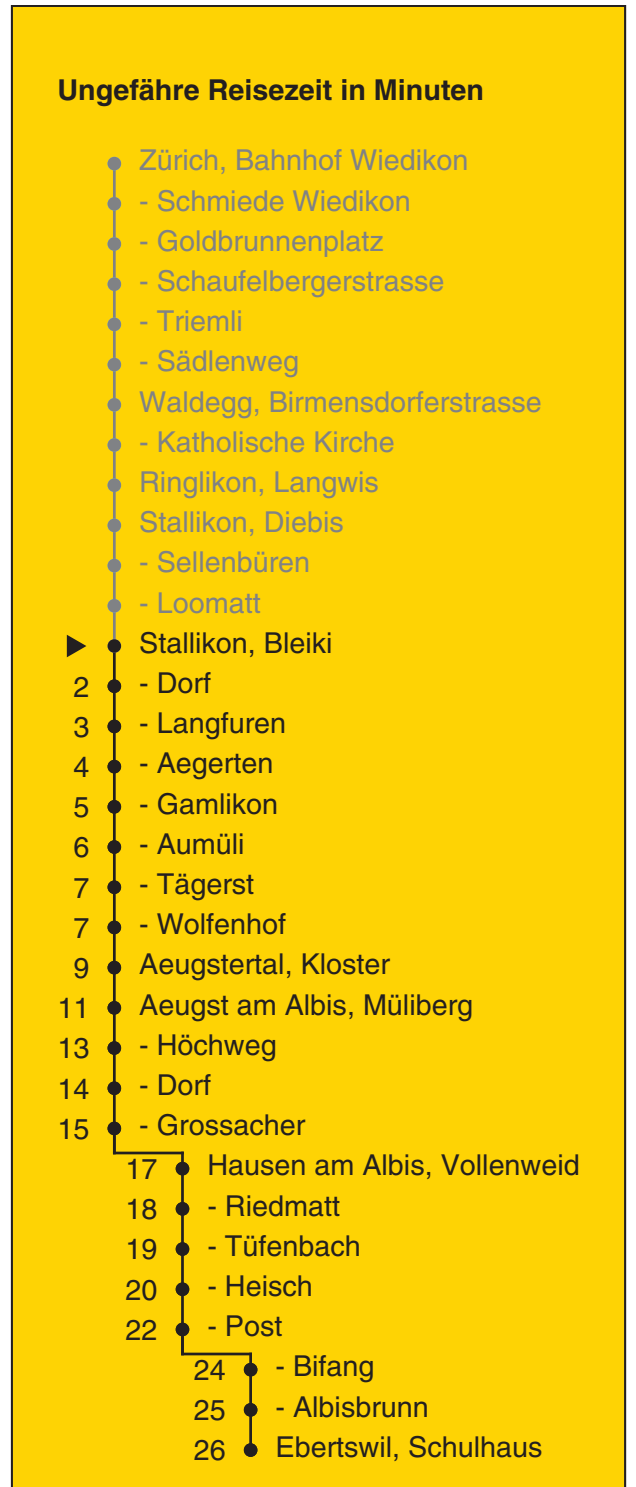 Ungefähre Reisezeit in Minuten
Zürich, Bahnhof Wiedikon
- Schmiede Wiedikon
- Goldbrunnenplatz
- Schaufelbergerstrasse
- Triemli
- Sädlenweg
Waldegg, Birmensdorferstrasse
- Katholische Kirche
Ringlikon, Langwis
Stallikon, Diebis
- Sellenbüren
- Loomatt
Stallikon, Bleiki
2 - Dorf
3 - Langfuren
4 - Aegerten
5 - Gamlikon
6 - Aumüli
7 - Tägerst
7 - Wolfenhof
9 Aeugstertal, Kloster
11 Aeugst am Albis, Müliberg
13 - Höchweg
14 - Dorf
15 - Grossacher
17 Hausen am Albis, Vollenweid
18 - Riedmatt
19 - Tüfenbach
20 - Heisch
22 - Post
24 - Bifang
25 - Albisbrunn
26 Ebertswil, Schulhaus